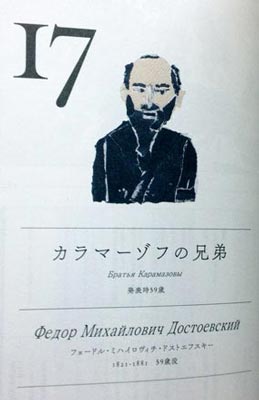 17
カラマーゾフの兄弟
Братья Карамазовы
発表時59歳
Федор Михайлович Достоевский
フョードル・ミハイロヴィチ・ドストエフスキー
1821-1881 59歳没